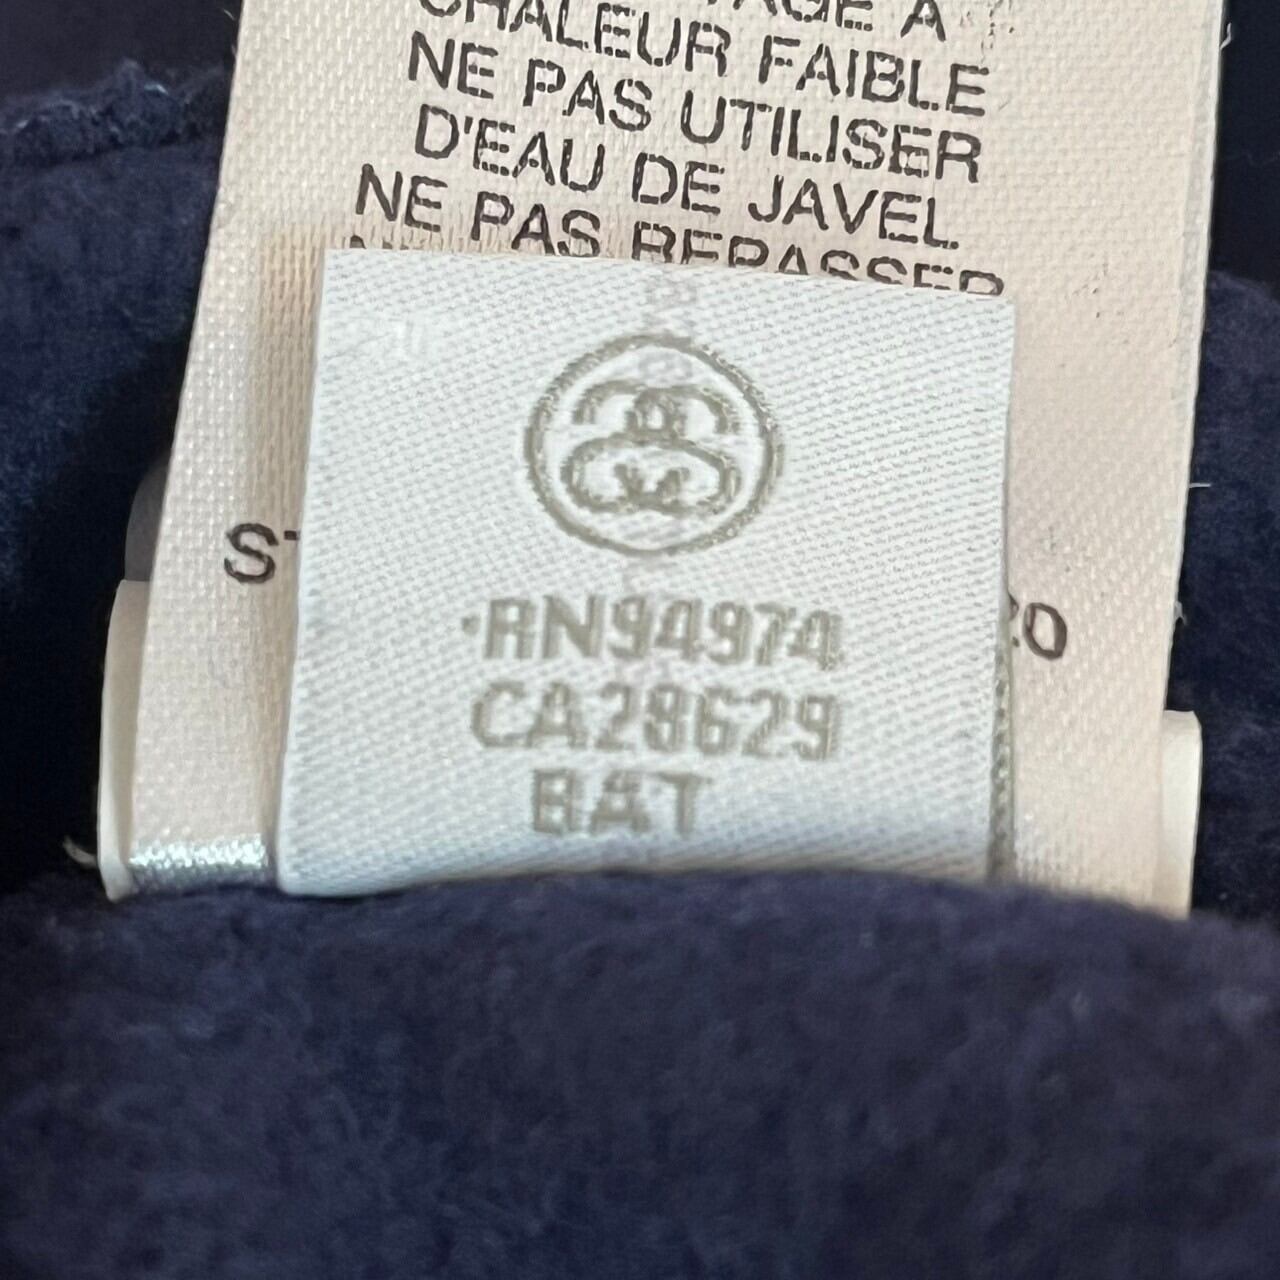 CHALEUR FAIBLE
NE PAS UTILISER
D'EAU DE JAVEL
NE PAS REPASSER
RN94974
CA28629
BAT